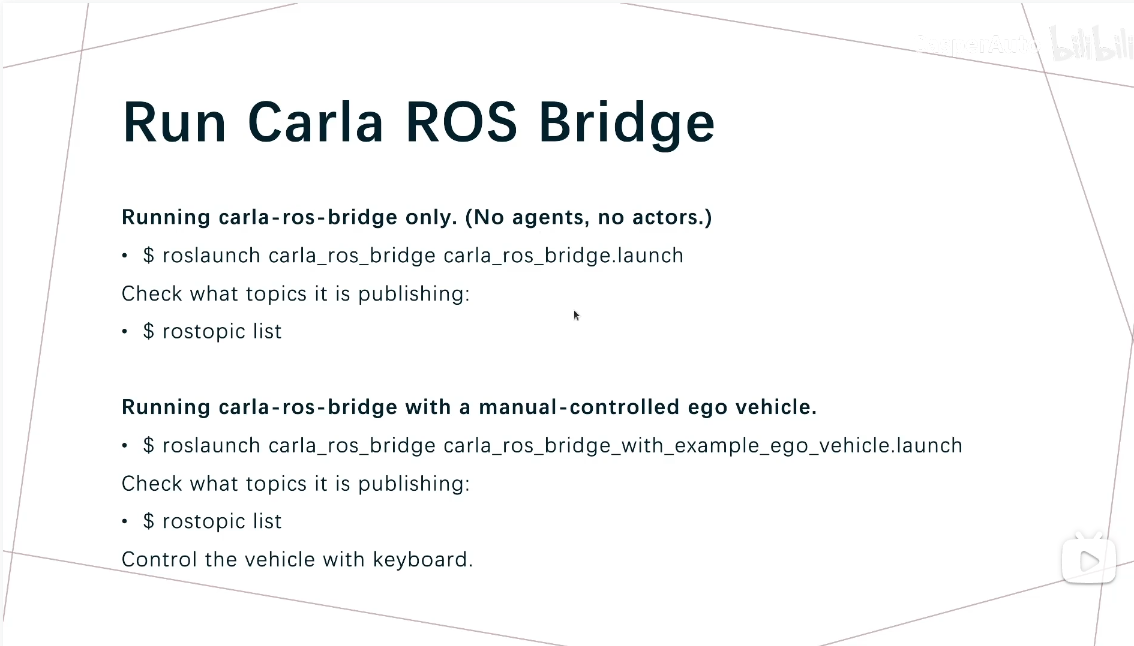 bilibili
Run Carla ROS Bridge
Running carla-ros-bridge only. (No agents, no actors.)
• $ roslaunch carla_ros_bridge carla_ros_bridge.launch
Check what topics it is publishing:
• $ rostopic list
Running carla-ros-bridge with a manual-controlled ego vehicle.
• $ roslaunch carla_ros_bridge carla_ros_bridge_with_example_ego_vehicle.launch
Check what topics it is publishing:
• $ rostopic list
Control the vehicle with keyboard.